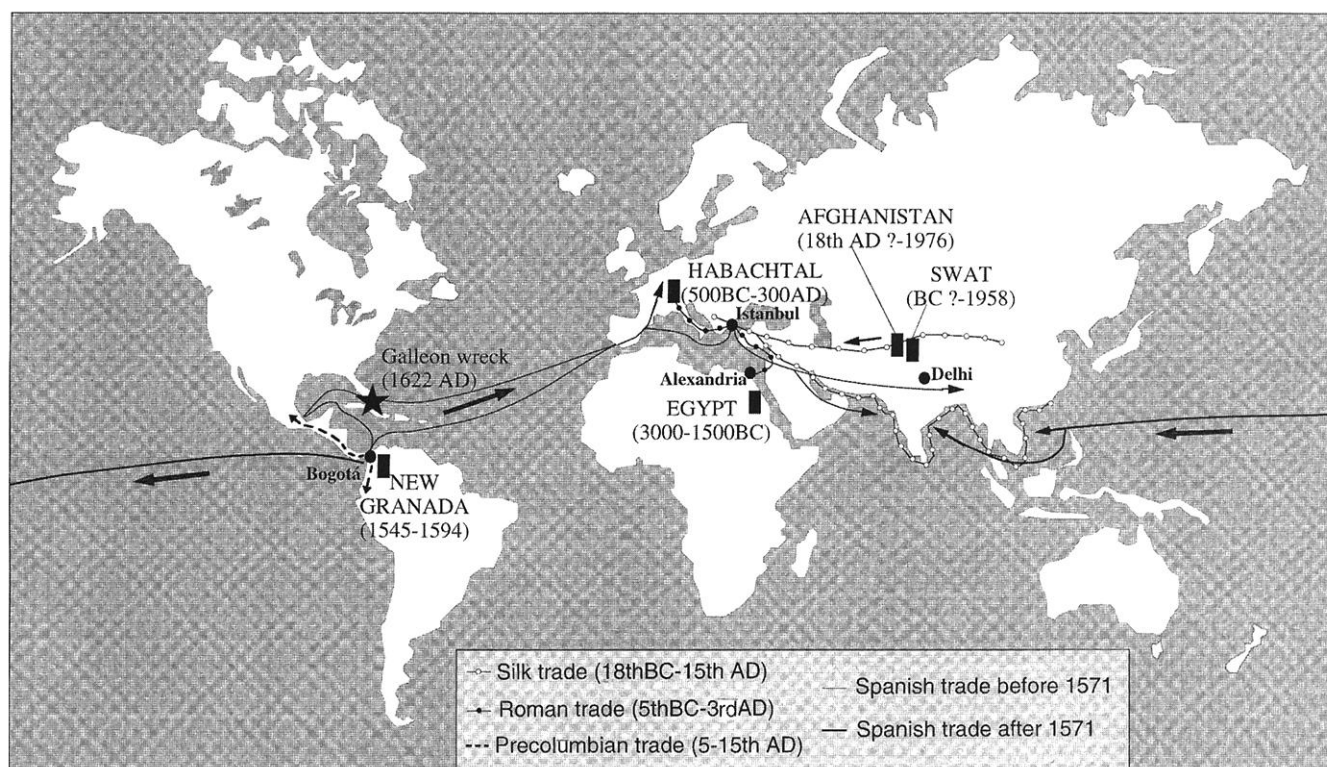 AFGHANISTAN
(18th AD ?-1976)
SWAT
(BC ?-1958)
HABACHTAL
(500BC-300AD)
Istanbul
Galleon wreck
(1622 AD)
Alexandria
Delhi
EGYPT
(3000-1500BC)
Bogotá
NEW
GRANADA
(1545-1594)
Silk trade (18thBC-15th AD)
Roman trade (5thBC-3rdAD)
Precolumbian trade (5-15th AD)
Spanish trade before 1571
Spanish trade after 1571